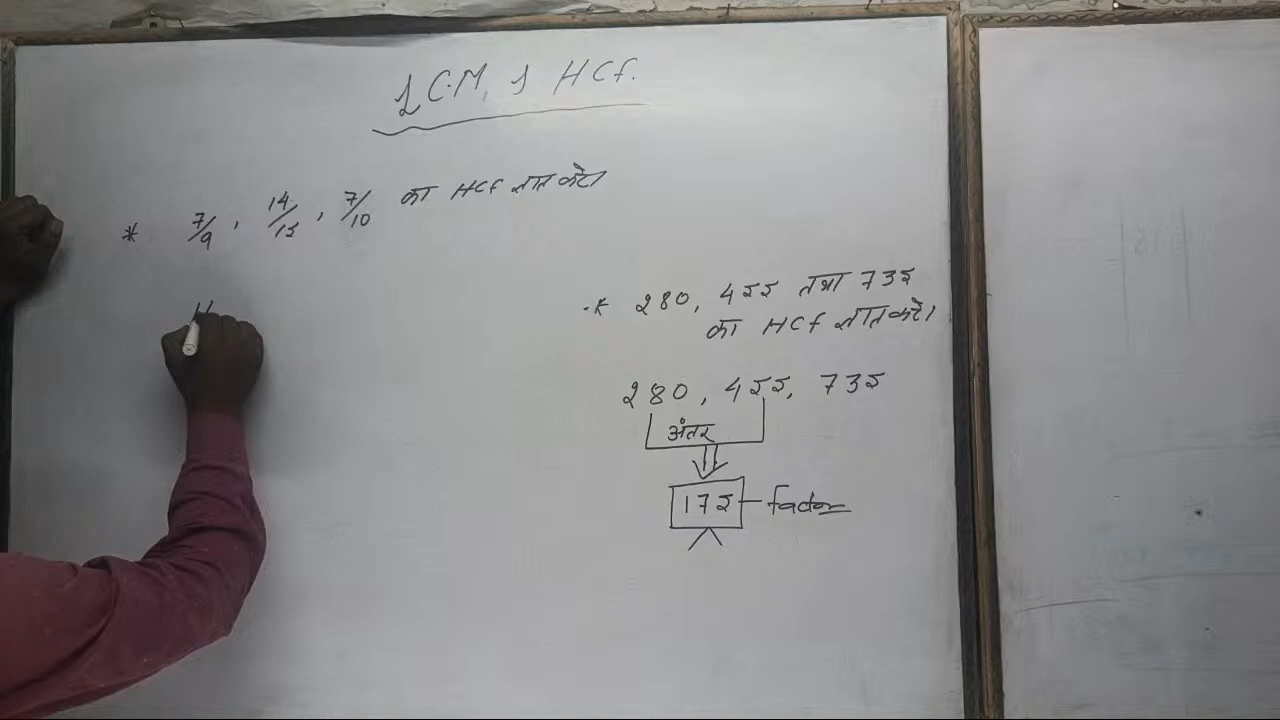 LCM, 1 HCf.
* 7/9, 14/15, 7/10 का HCf ज्ञात करें।
* 280, 455 तथा 735
का HCf ज्ञात करें।
280, 455, 735
अंतर
175 — factor
H